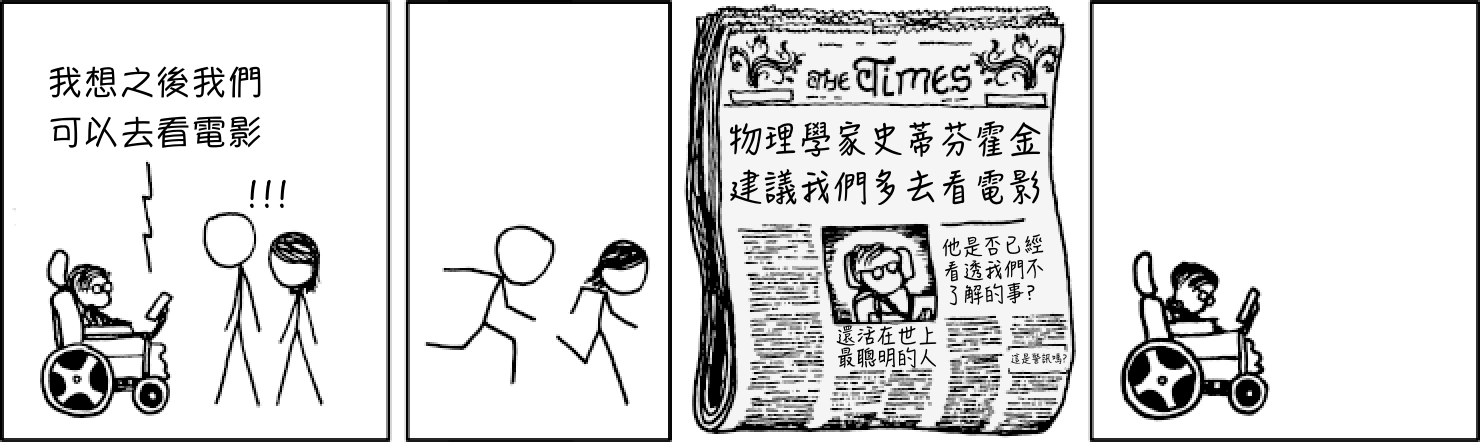 我想之後我們
可以去看電影
!!!
the Times
物理學家史蒂芬霍金
建議我們多去看電影
他是否已經
看透我們不
了解的事?
還活在世上
最聰明的人
這是警訊嗎?